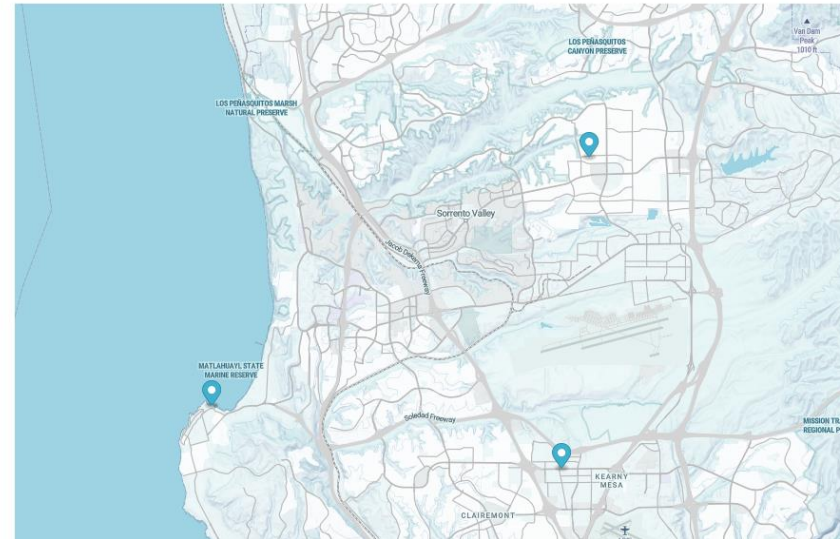 LOS PEÑASQUITOS
CANYON PRESERVE
Van Dam
Peak
1010 ft
LOS PEÑASQUITOS MARSH
NATURAL PRESERVE
Sorrento Valley
Jacob Dekema Freeway
MATLAHUAYL STATE
MARINE RESERVE
Soledad Freeway
MISSION TRA
REGIONAL P
KEARNY
MESA
CLAIREMONT